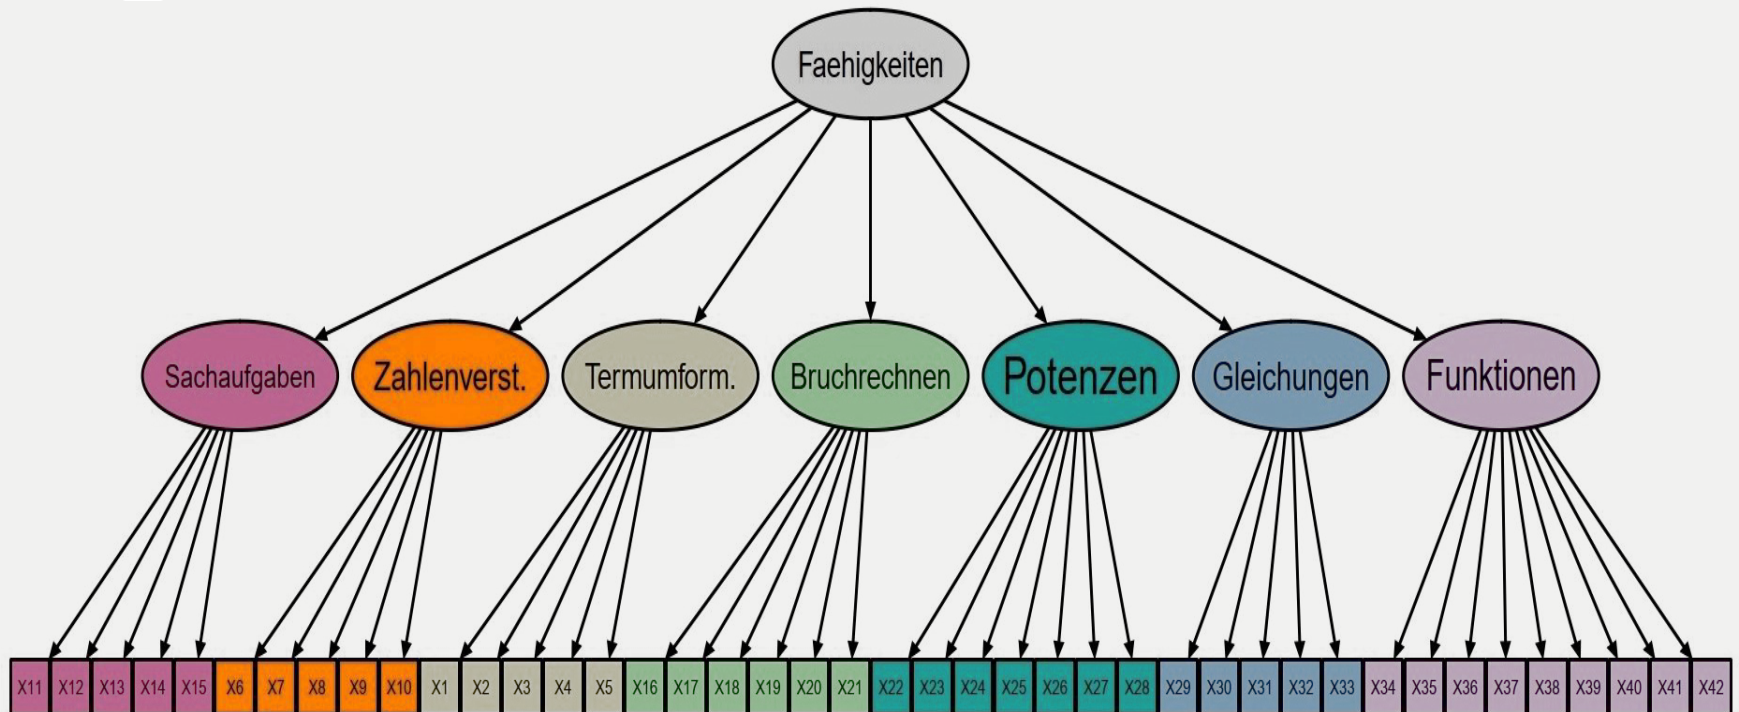 Faehigkeiten
Sachaufgaben Zahlenverst. Termumform. Bruchrechnen Potenzen Gleichungen Funktionen
X11 X12 X13 X14 X15 X6 X7 X8 X9 X10 X1 X2 X3 X4 X5 X16 X17 X18 X19 X20 X21 X22 X23 X24 X25 X26 X27 X28 X29 X30 X31 X32 X33 X34 X35 X36 X37 X38 X39 X40 X41 X42